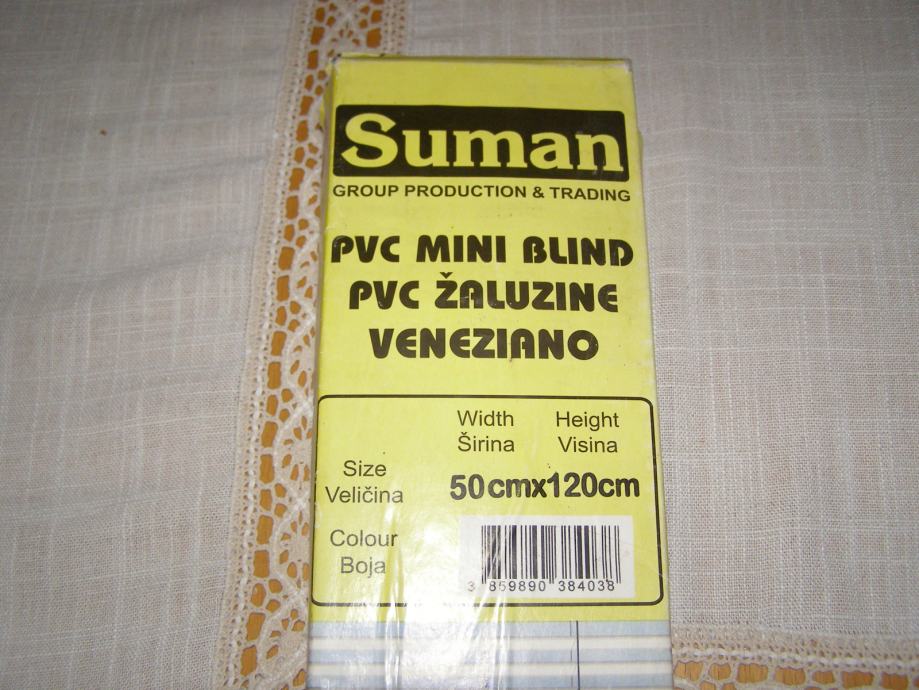 Suman
GROUP PRODUCTION & TRADING
PVC MINI BLIND
PVC ŽALUZINE
VENEZIANO
Width Height
Širina Visina
Size
Veličina
50cmx120cm
Colour
Boja
3 859890 384038